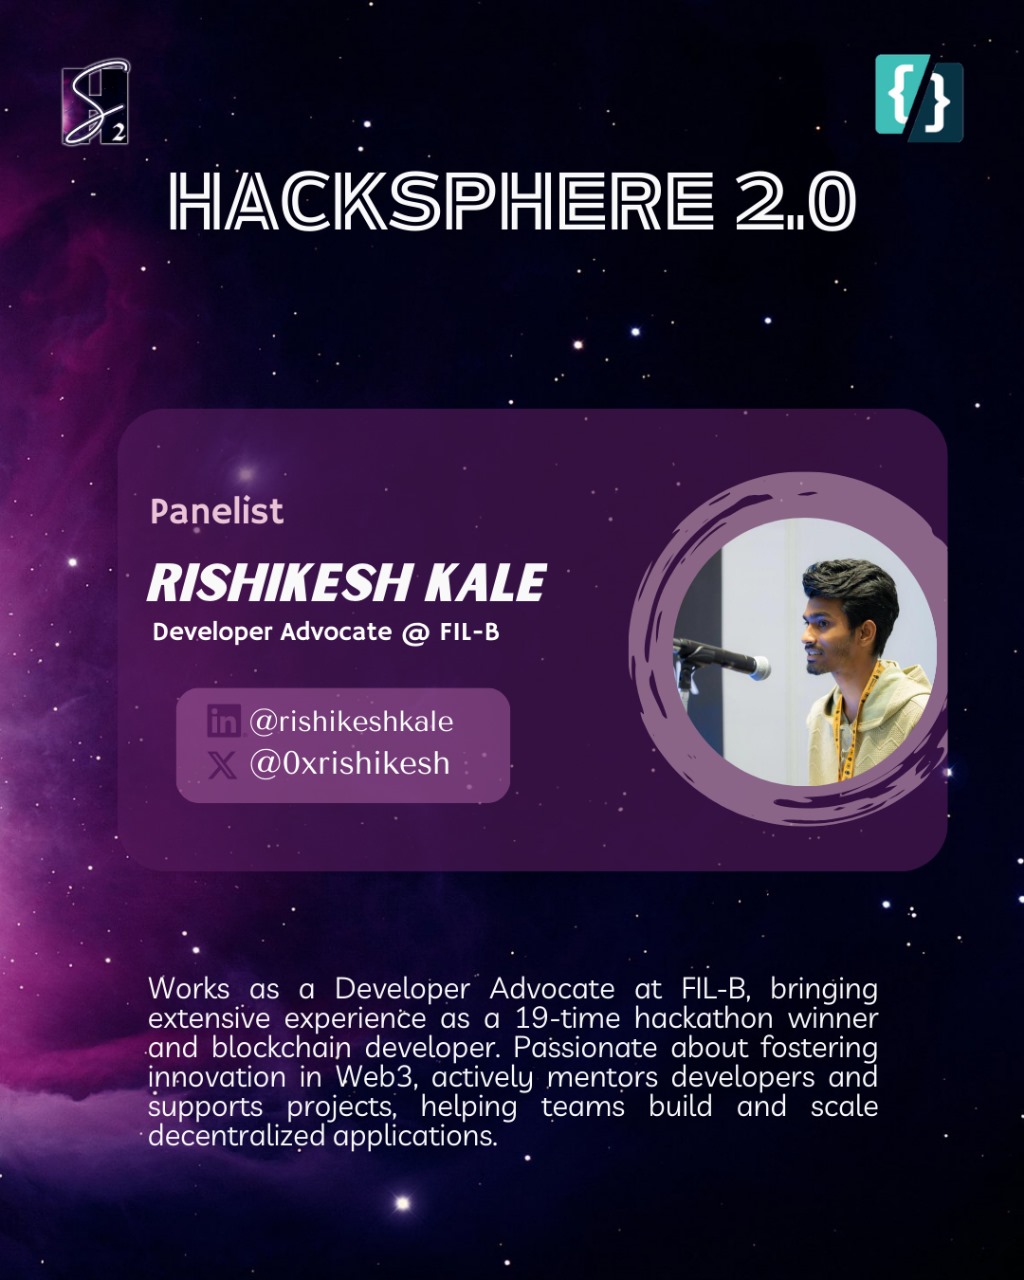 HACKSPHERE 2.0
Panelist
RISHIKESH KALE
Developer Advocate @ FIL-B
in @rishikeshkale
X @0xrishikesh
Works as a Developer Advocate at FIL-B, bringing
extensive experience as a 19-time hackathon winner
and blockchain developer. Passionate about fostering
innovation in Web3, actively mentors developers and
supports projects, helping teams build and scale
decentralized applications.